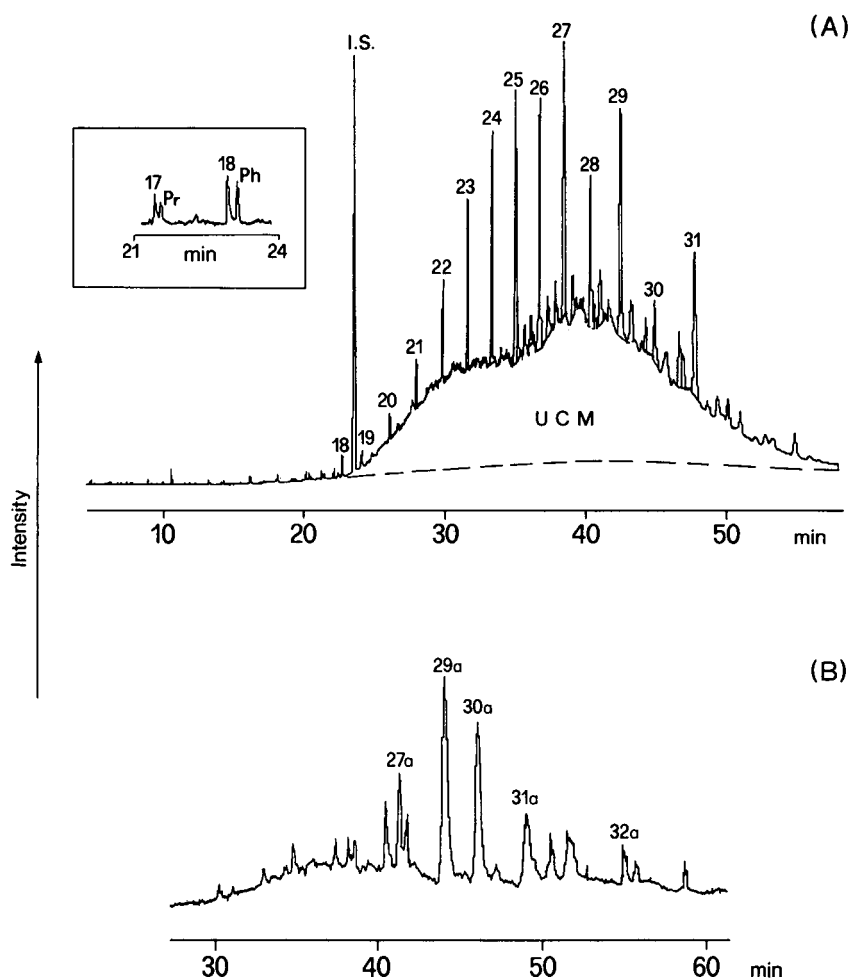 (A)
I.S.
27
25
26
29
24
23
28
22
31
30
21
20
18
19
17 Pr
18 Ph
21 24
min
UCM
10 20 30 40 50 min
Intensity
(B)
29a
30a
27a
31a
32a
30 40 50 60 min